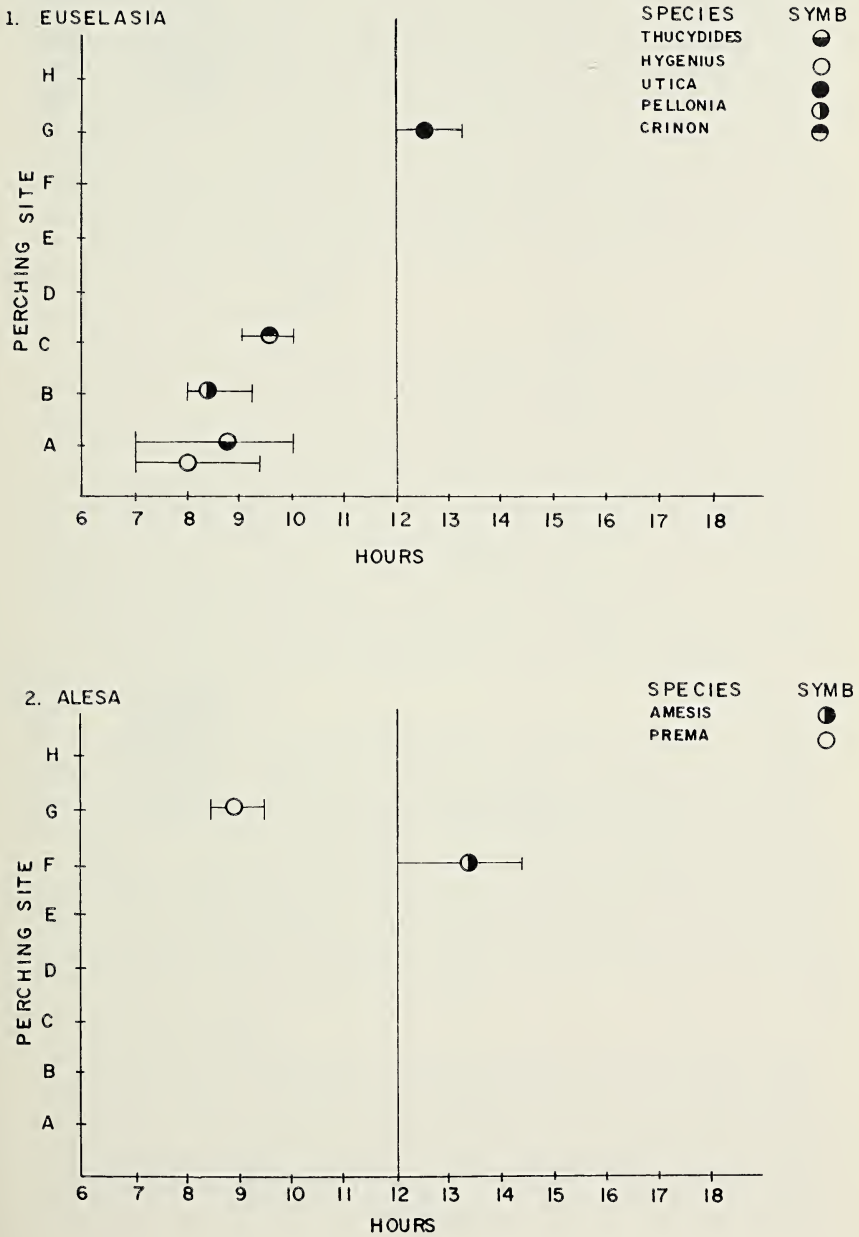 1. EUSELASIA
SPECIES SYMB
THUCYDIDES
HYGENIUS
UTICA
PELLONIA
CRINON
PERCHING SITE
H
G
F
E
D
C
B
A
6 7 8 9 10 11 12 13 14 15 16 17 18
HOURS
2. ALESA
SPECIES SYMB
AMESIS
PREMA
PERCHING SITE
H
G
F
E
D
C
B
A
6 7 8 9 10 11 12 13 14 15 16 17 18
HOURS